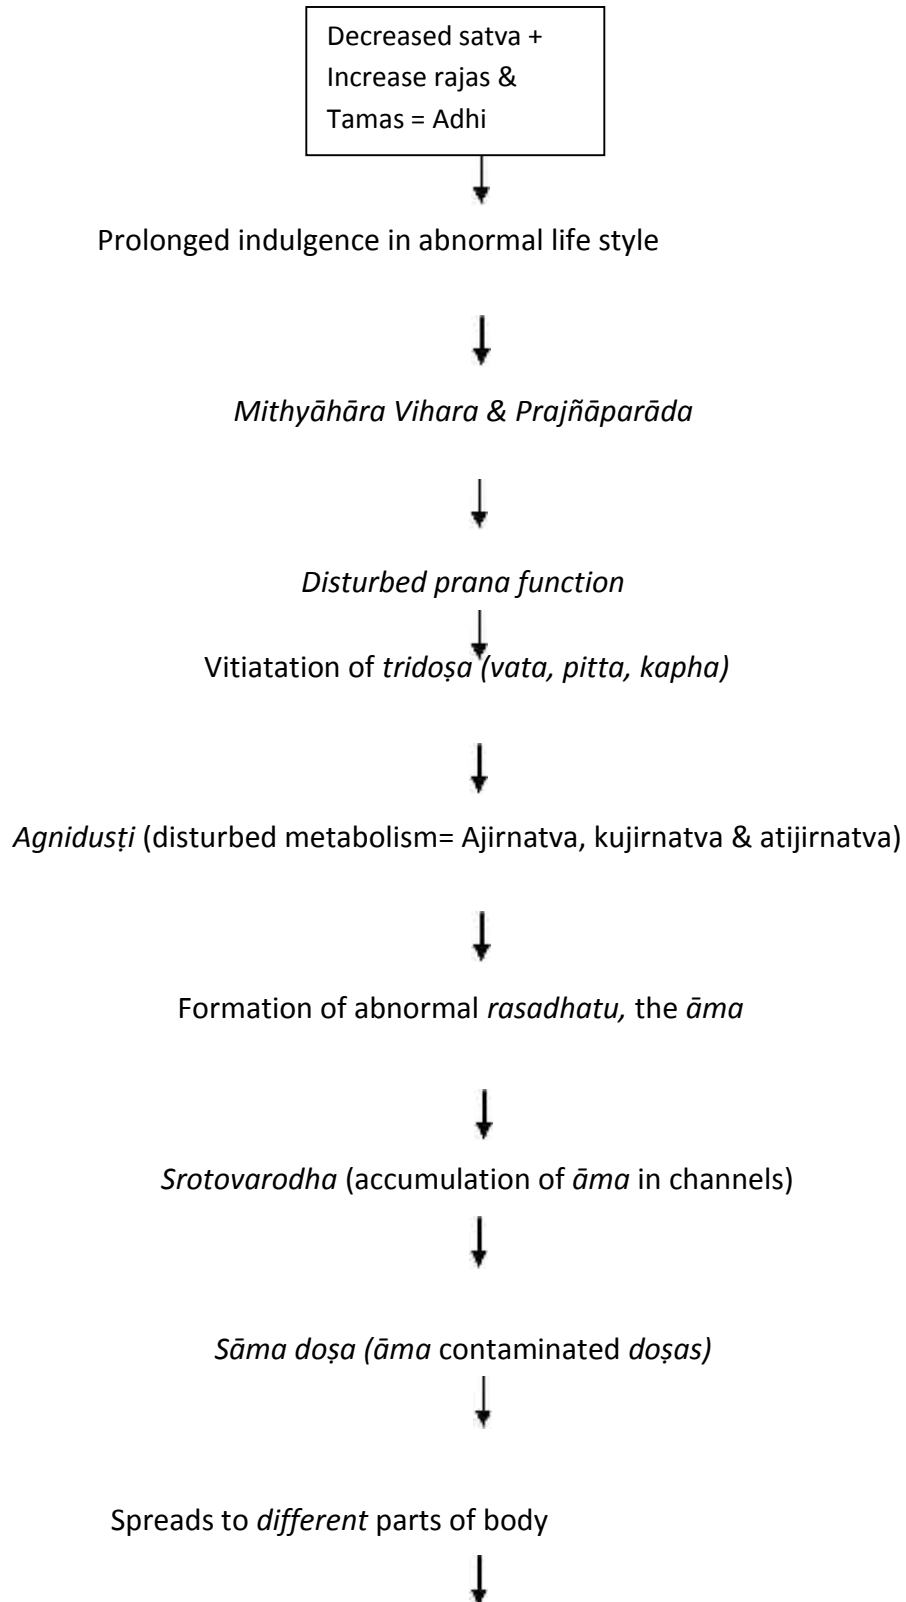 Decreased satva +
Increase rajas &
Tamas = Adhi
Prolonged indulgence in abnormal life style
Mithyāhāra Vihara & Prajñāparāda
Disturbed prana function
Vitiatation of tridoṣa (vata, pitta, kapha)
Agnidusṭi (disturbed metabolism= Ajirnatva, kujirnatva & atijirnatva)
Formation of abnormal rasadhatu, the āma
Srotovarodha (accumulation of āma in channels)
Sāma doṣa (āma contaminated doṣas)
Spreads to different parts of body